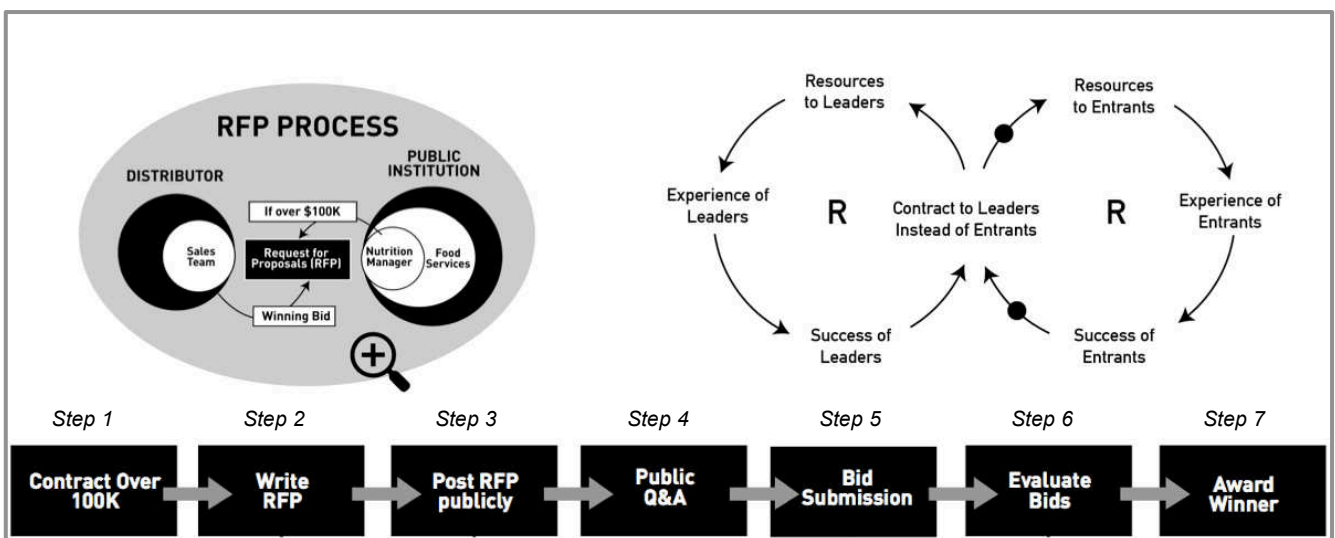 RFP PROCESS
DISTRIBUTOR
PUBLIC
INSTITUTION
If over $100K
Sales
Team
Request for
Proposals (RFP)
Nutrition
Manager
Food
Services
Winning Bid
Resources
to Leaders
Resources
to Entrants
Experience of
Leaders
R
Contract to Leaders
Instead of Entrants
R
Experience of
Entrants
Success of
Leaders
Success of
Entrants
Step 1
Step 2
Step 3
Step 4
Step 5
Step 6
Step 7
Contract Over
100K
Write
RFP
Post RFP
publicly
Public
Q&A
Bid
Submission
Evaluate
Bids
Award
Winner